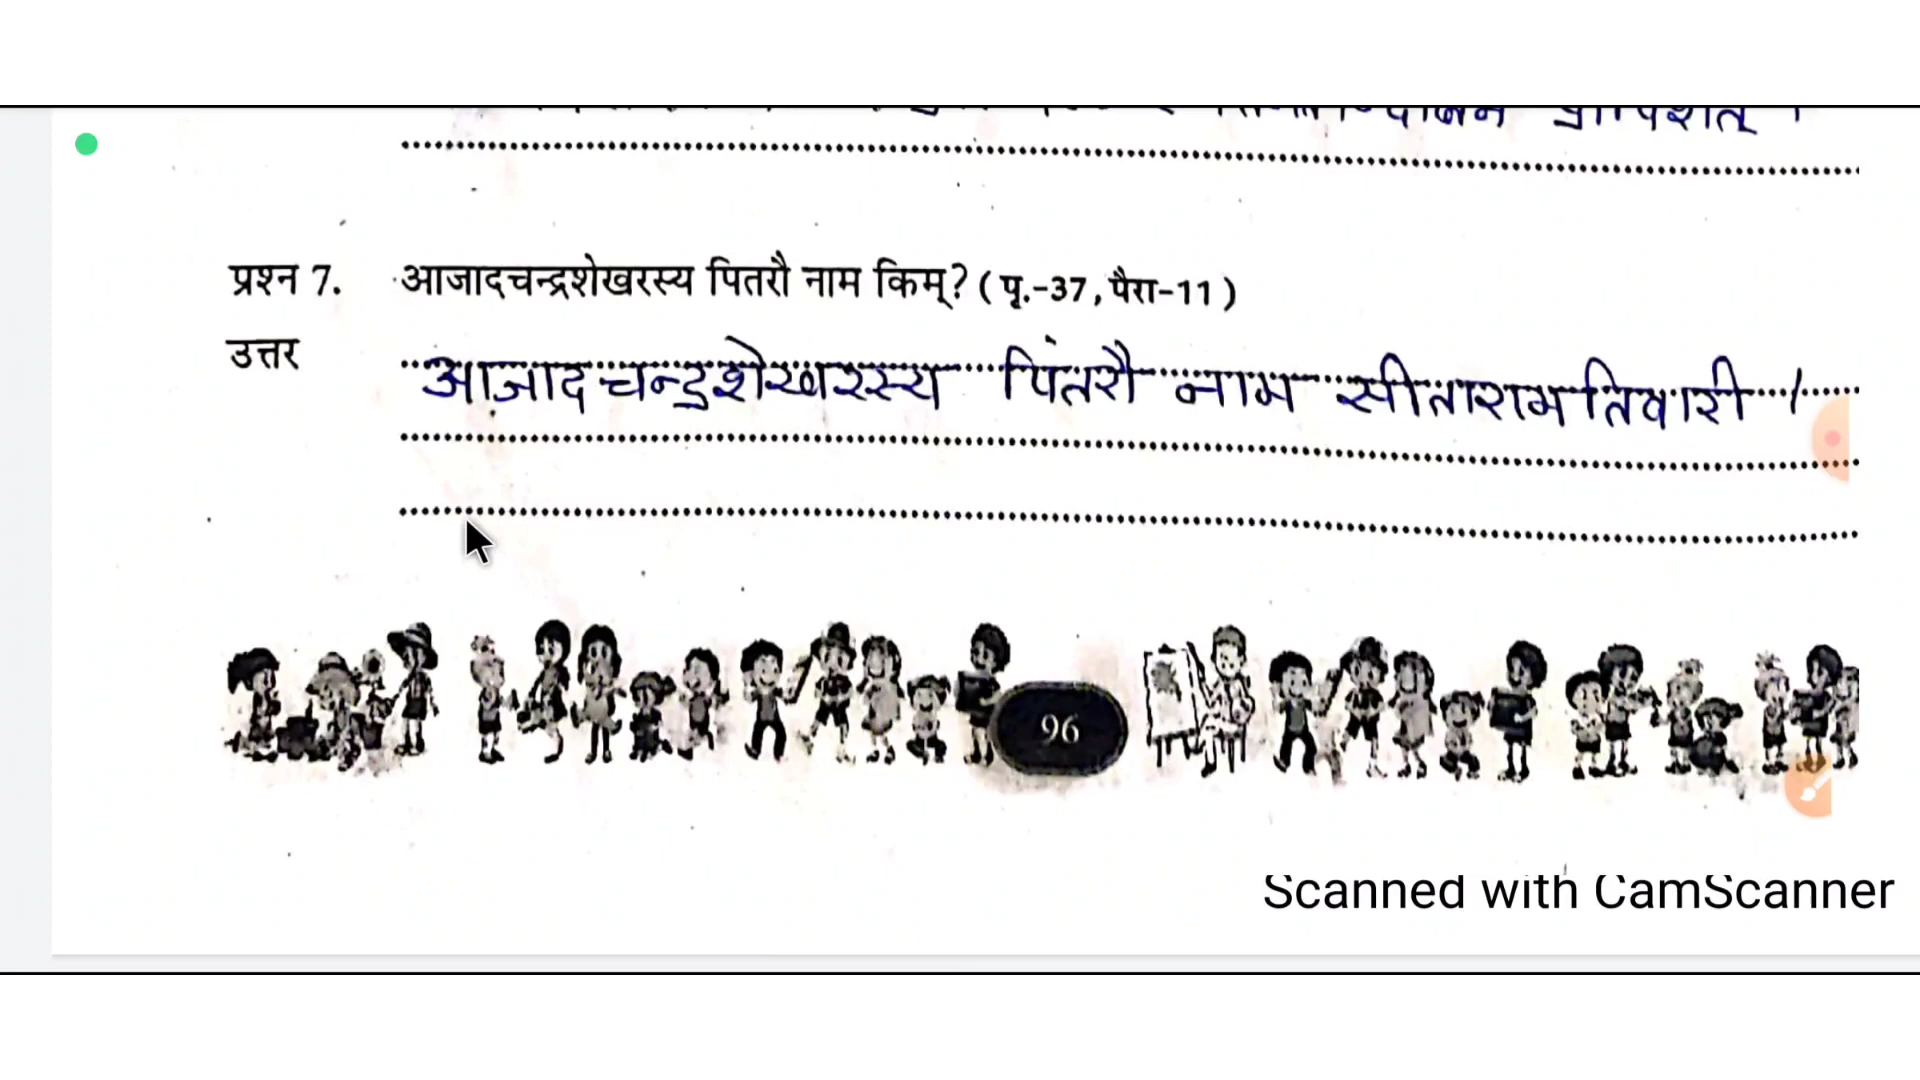 प्रश्न 7. आजादचन्द्रशेखरस्य पितरौ नाम किम्? (पृ.-37, पैरा-11)
उत्तर आजाद चन्द्रशेखरस्य पितरौ नाम सीताराम तिवारी ।
96
Scanned with CamScanner